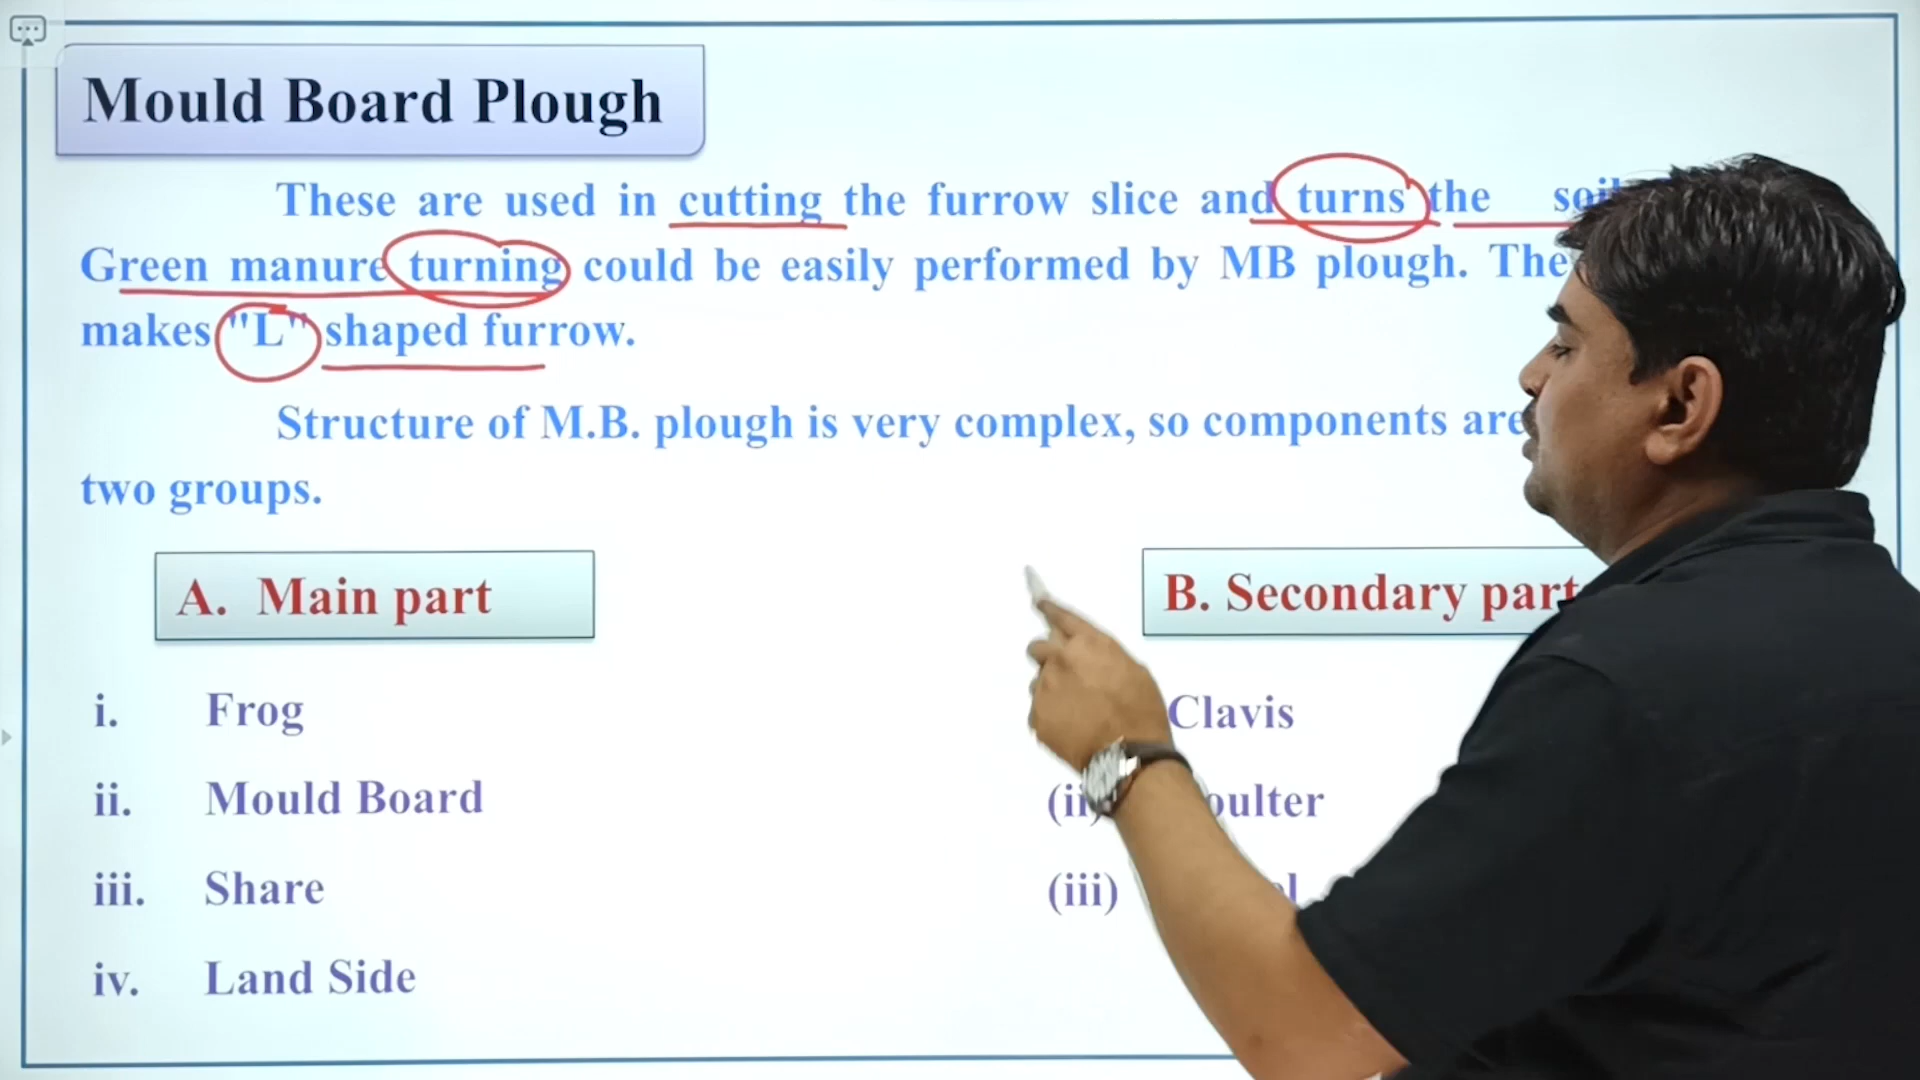 Mould Board Plough
These are used in cutting the furrow slice and turns the
Green manure turning could be easily performed by MB plough.
makes "L" shaped furrow.
Structure of M.B. plough is very complex, so components are
two groups.
A. Main part
B. Secondary part
i. Frog
Clavis
ii. Mould Board
(ii)
iii. Share
(iii)
iv. Land Side